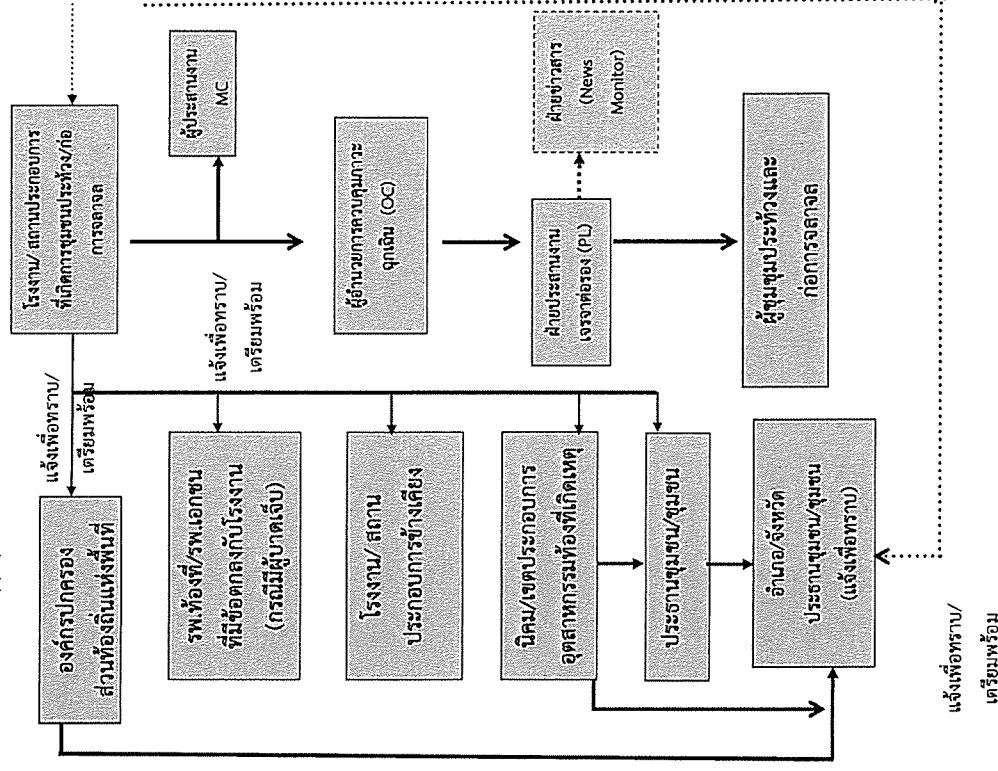 โรงงาน/ สถานประกอบการ
ที่เกิดการชุมชนประท้วง/ก่อ
การจลาจล
ผู้ประสานงาน
MC
แจ้งเพื่อทราบ/
เตรียมพร้อม
องค์กรปกครอง
ส่วนท้องถิ่นแห่งพื้นที่
แจ้งเพื่อทราบ/
เตรียมพร้อม
รพ.ท้องที่/รพ.เอกชน
ที่มีข้อตกลงกับโรงงาน
(กรณีมีผู้บาดเจ็บ)
ผู้อำนวยการควบคุมภาวะ
ฉุกเฉิน (OC)
โรงงาน/ สถาน
ประกอบการข้างเคียง
ฝ่ายประสานงาน
เจรจาต่อรอง (PL)
ฝ่ายข่าวสาร
(News
Monitor)
นิคม/เขตประกอบการ
อุตสาหกรรมท้องที่เกิดเหตุ
ประธานชุมชน/ชุมชน
ผู้ชุมชุมประท้วงและ
ก่อการจลาจล
อำเภอ/จังหวัด
ประธานชุมชน/ชุมชน
(แจ้งเพื่อทราบ)
แจ้งเพื่อทราบ/
เตรียมพร้อม